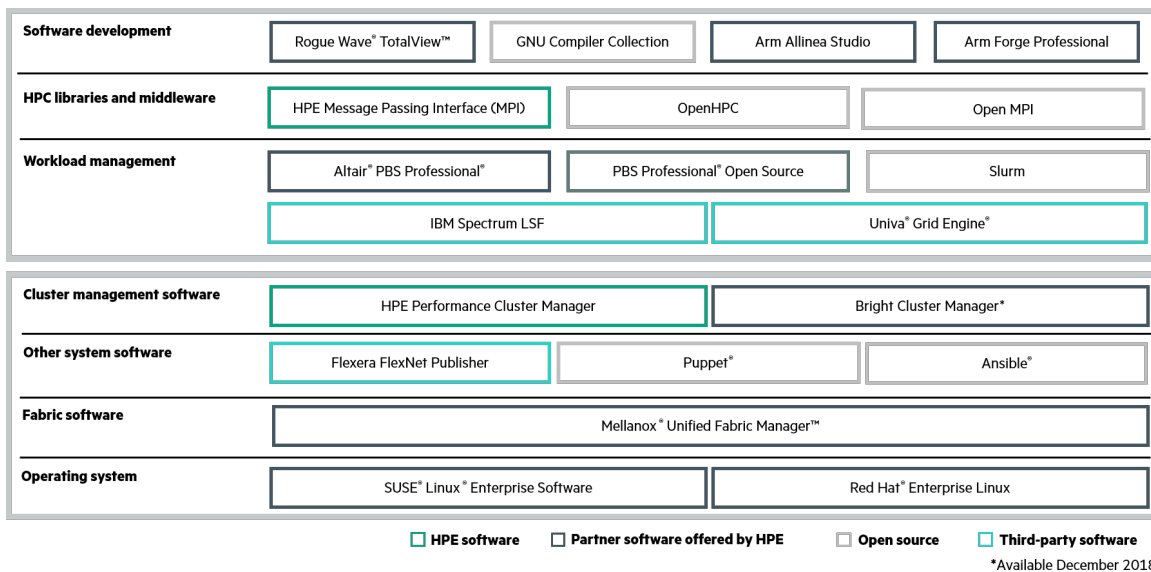 Software development
Rogue Wave® TotalView™
GNU Compiler Collection
Arm Allinea Studio
Arm Forge Professional
HPC libraries and middleware
HPE Message Passing Interface (MPI)
OpenHPC
Open MPI
Workload management
Altair® PBS Professional®
PBS Professional® Open Source
Slurm
IBM Spectrum LSF
Univa® Grid Engine®
Cluster management software
HPE Performance Cluster Manager
Bright Cluster Manager*
Other system software
Flexera FlexNet Publisher
Puppet®
Ansible®
Fabric software
Mellanox® Unified Fabric Manager™
Operating system
SUSE® Linux® Enterprise Software
Red Hat® Enterprise Linux
HPE software
Partner software offered by HPE
Open source
Third-party software
*Available December 2018